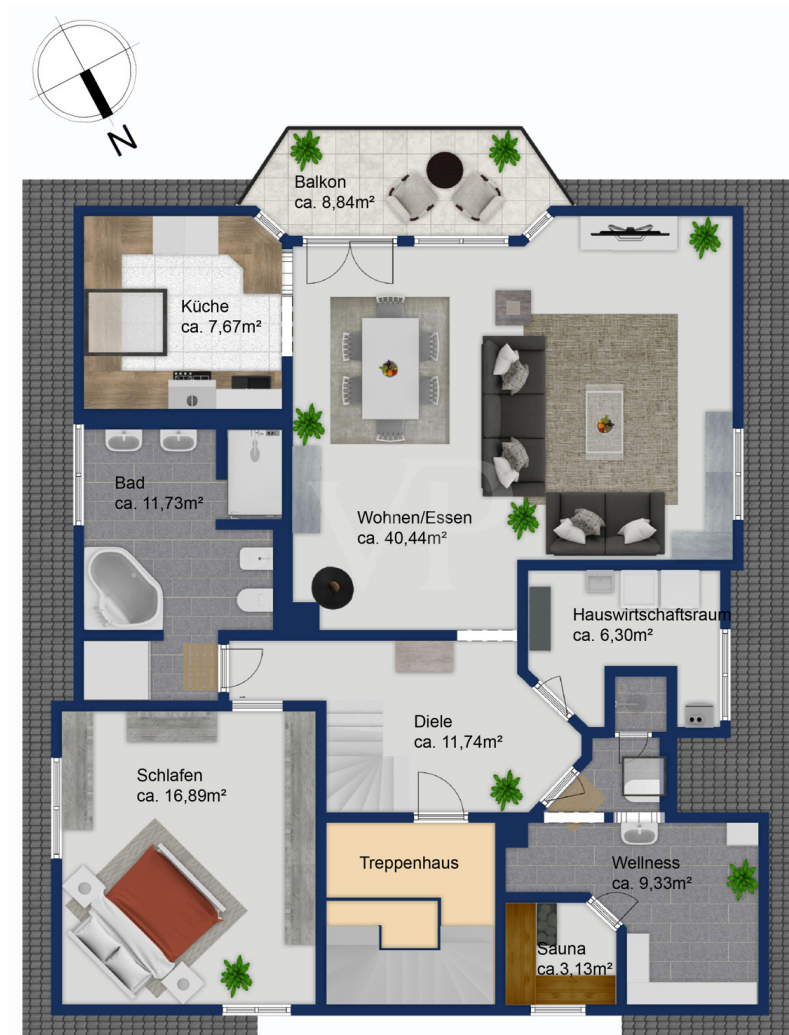 N
Balkon
ca. 8,84m²
Küche
ca. 7,67m²
Bad
ca. 11,73m²
Wohnen/Essen
ca. 40,44m²
VP
Hauswirtschaftsraum
ca. 6,30m²
Diele
ca. 11,74m²
Schlafen
ca. 16,89m²
Treppenhaus
Wellness
ca. 9,33m²
Sauna
ca.3,13m²